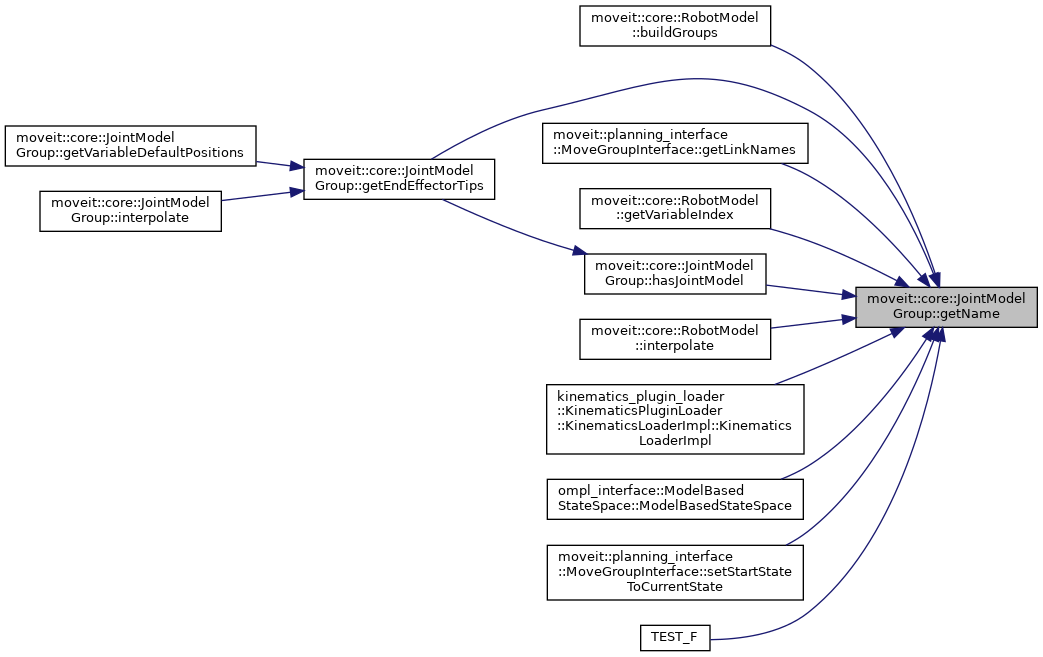 moveit::core::RobotModel
::buildGroups
moveit::core::JointModel
Group::getVariableDefaultPositions
moveit::core::JointModel
Group::interpolate
moveit::core::JointModel
Group::getEndEffectorTips
moveit::planning_interface
::MoveGroupInterface::getLinkNames
moveit::core::RobotModel
::getVariableIndex
moveit::core::JointModel
Group::hasJointModel
moveit::core::RobotModel
::interpolate
kinematics_plugin_loader
::KinematicsPluginLoader
::KinematicsLoaderImpl::Kinematics
LoaderImpl
ompl_interface::ModelBased
StateSpace::ModelBasedStateSpace
moveit::planning_interface
::MoveGroupInterface::setStartState
ToCurrentState
TEST_F
moveit::core::JointModel
Group::getName